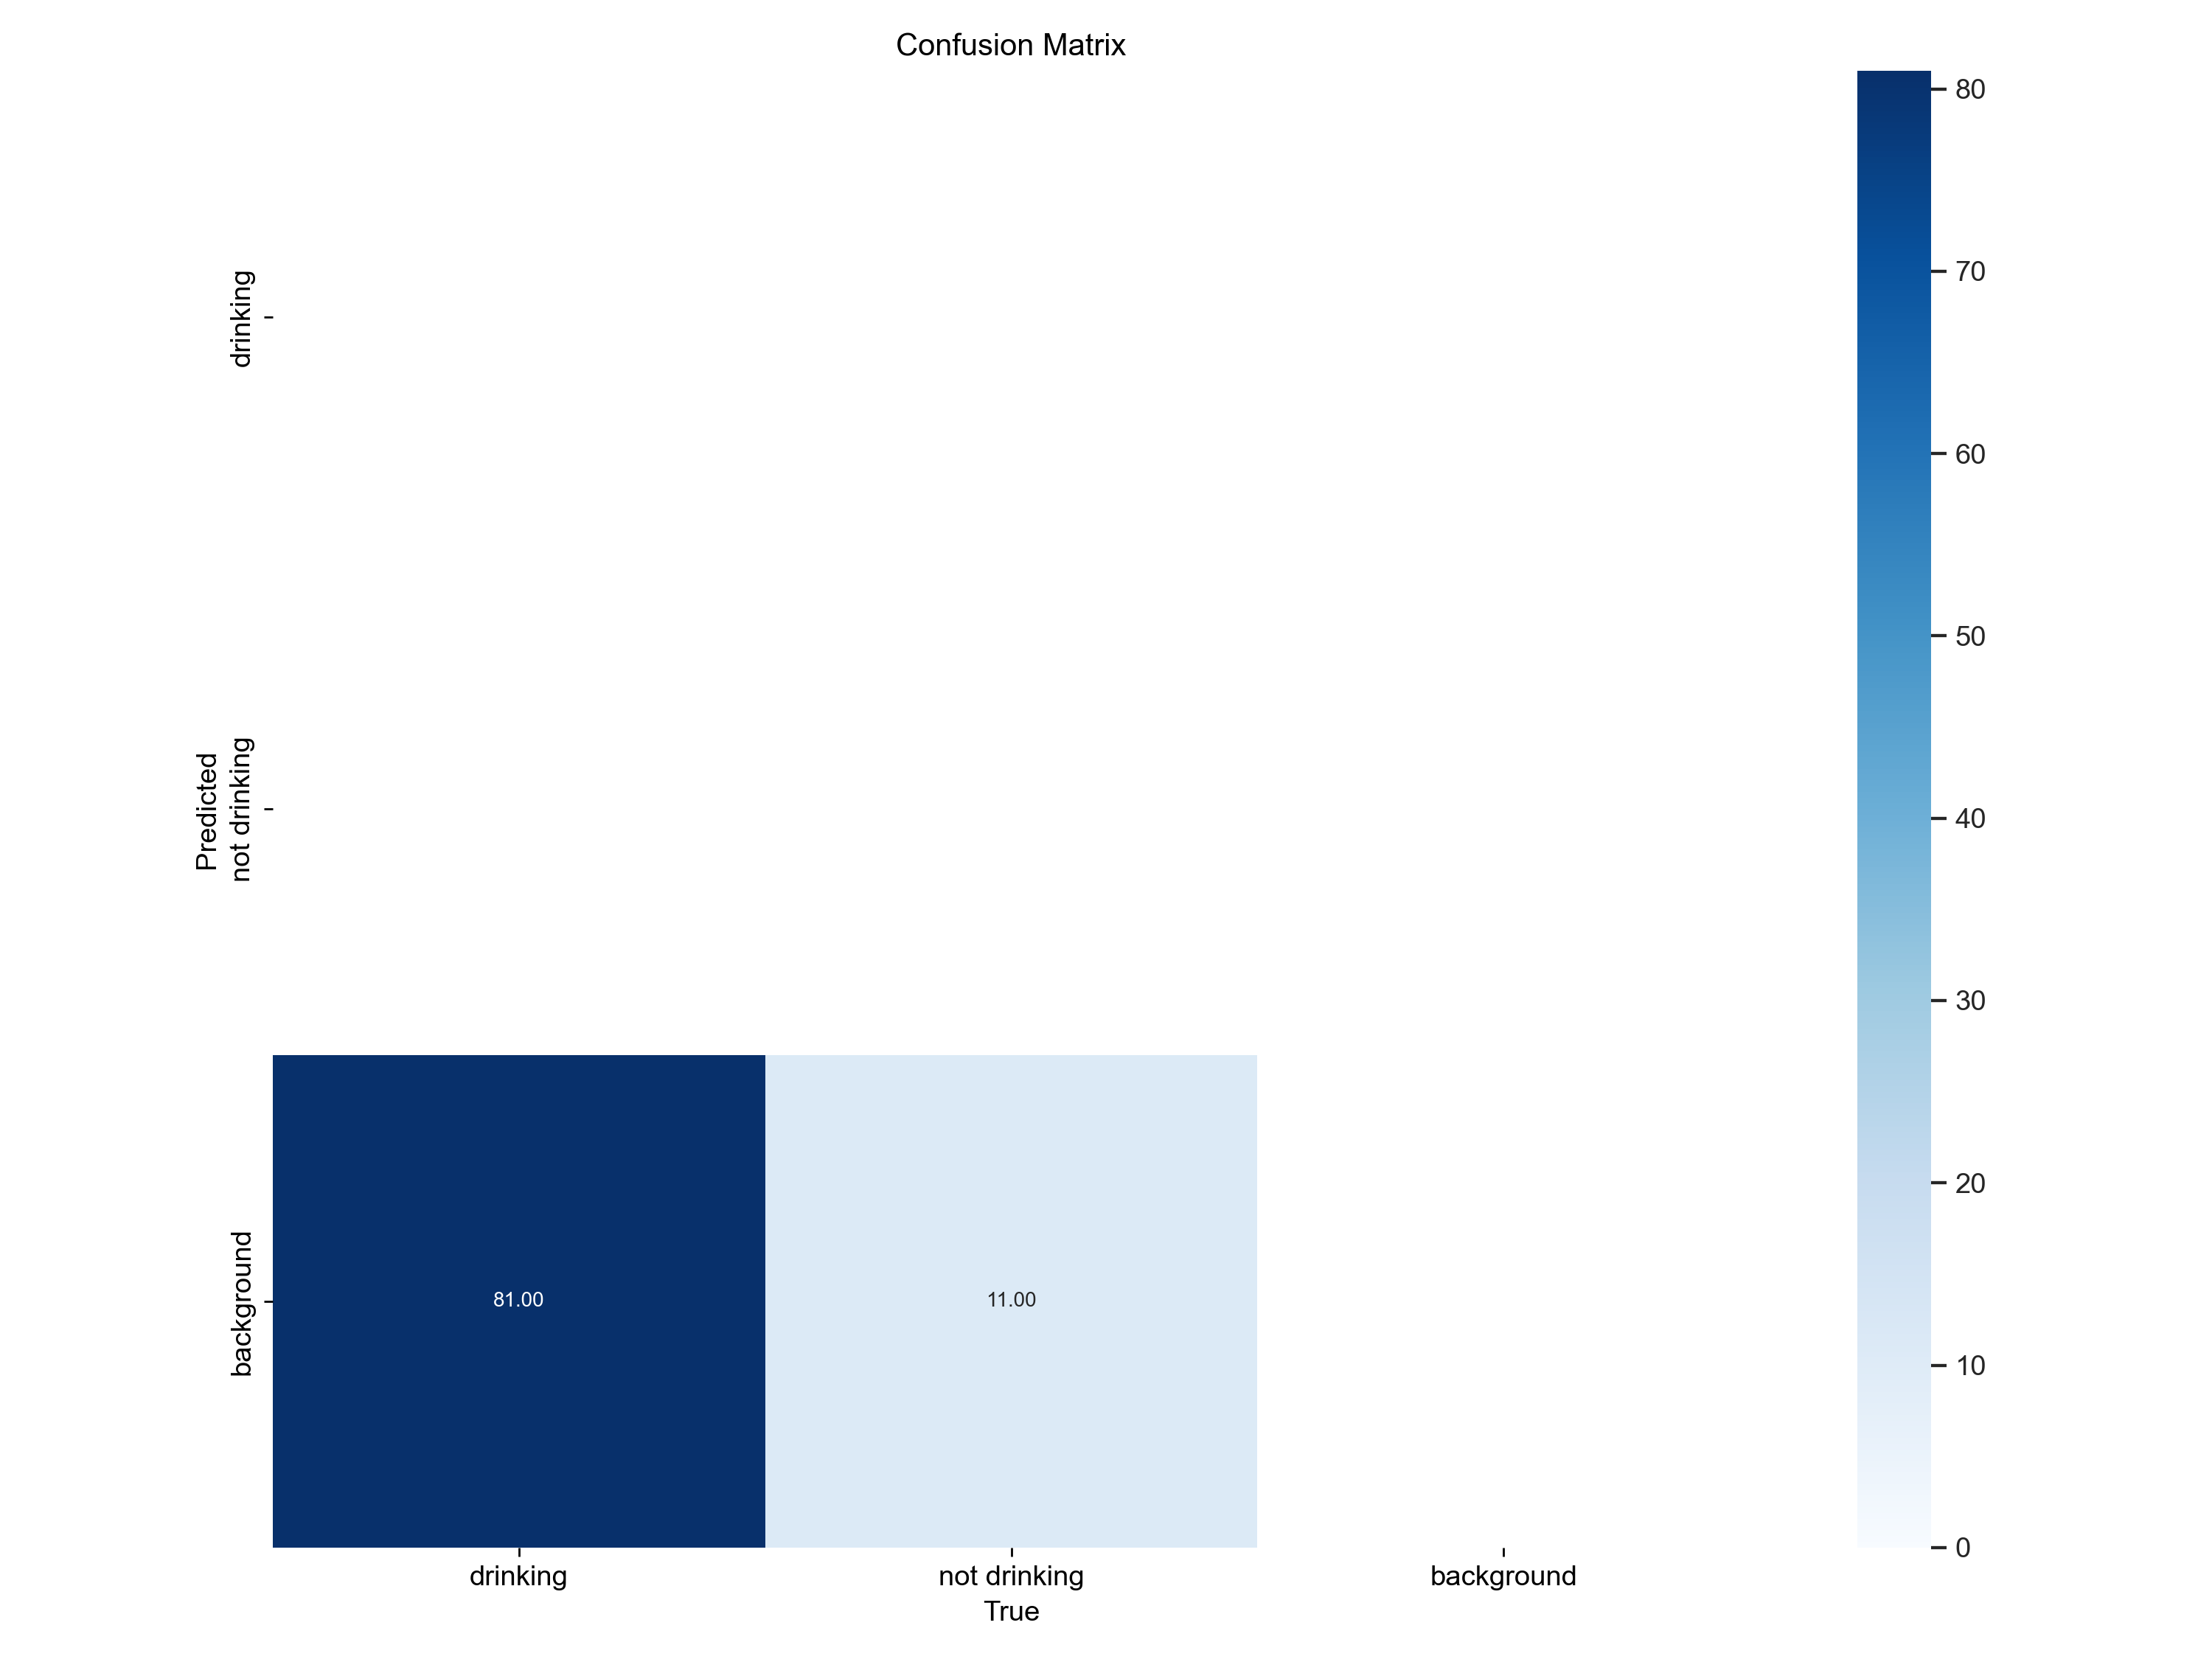 Confusion Matrix
80
70
60
50
40
30
20
10
0
Predicted
drinking
not drinking
background
81.00
11.00
drinking
not drinking
background
True